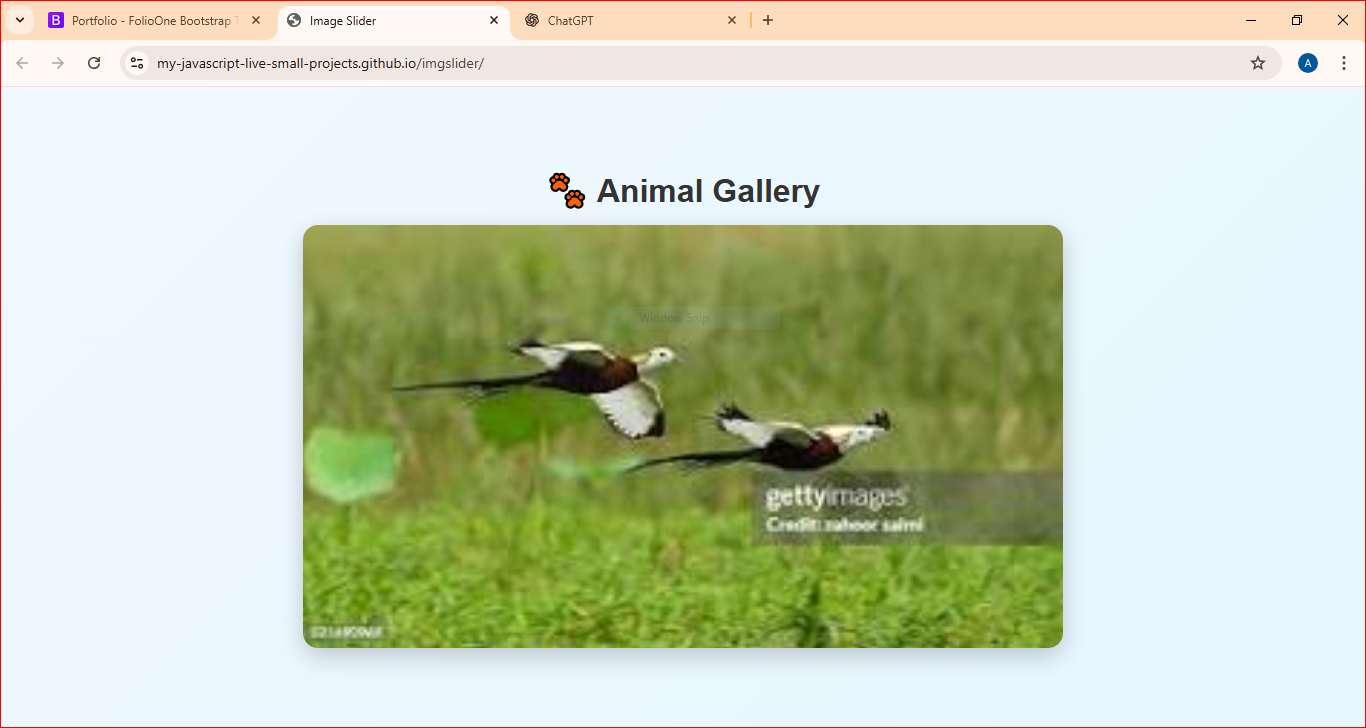 Portfolio - FolioOne Bootstrap
Image Slider
ChatGPT
my-javascript-live-small-projects.github.io/imgslider/
A
Animal Gallery
Window Snip
gettyimages
Credit: zahoor salmi